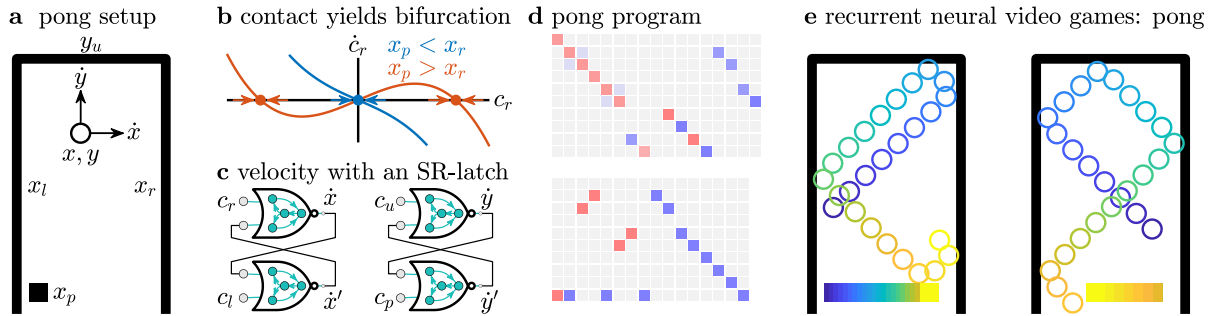 a pong setup
y_u
ẏ
ẋ
x, y
x_l
x_r
x_p
b contact yields bifurcation
ċ_r
x_p < x_r
x_p > x_r
c_r
c velocity with an SR-latch
c_r
ẋ
c_u
ẏ
c_l
ẋ′
c_p
ẏ′
d pong program
e recurrent neural video games: pong